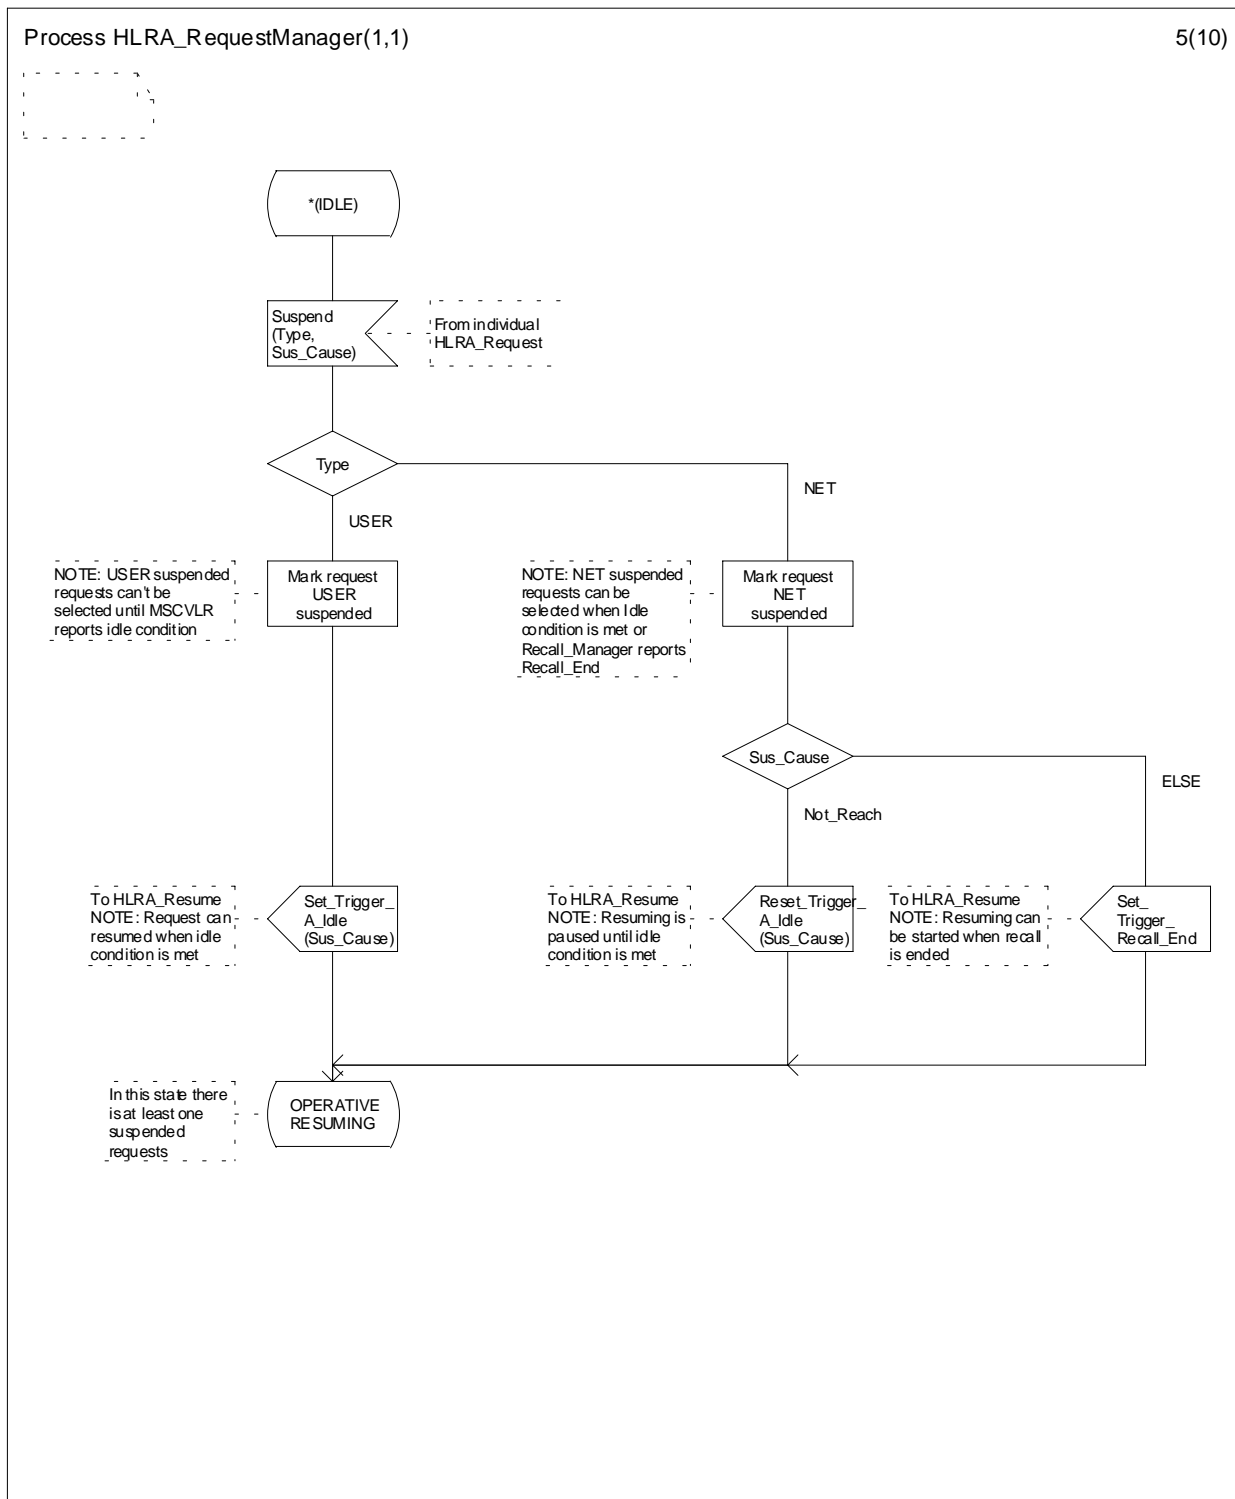 Process HLRA_RequestManager(1,1)
5(10)
*(IDLE)
Suspend
(Type,
Sus_Cause)
From individual
HLRA_Request
Type
NET
USER
NOTE: USER suspended
requests can't be
selected until MSCVLR
reports idle condition
Mark request
USER
suspended
NOTE: NET suspended
requests can be
selected when Idle
condition is met or
Recall_Manager reports
Recall_End
Mark request
NET
suspended
Sus_Cause
ELSE
Not_Reach
To HLRA_Resume
NOTE: Request can
resumed when idle
condition is met
Set_Trigger_
A_Idle
(Sus_Cause)
To HLRA_Resume
NOTE: Resuming is
paused until idle
condition is met
Reset_Trigger_
A_Idle
(Sus_Cause)
To HLRA_Resume
NOTE: Resuming can
be started when recall
is ended
Set_
Trigger_
Recall_End
In this state there
is at least one
suspended
requests
OPERATIVE
RESUMING